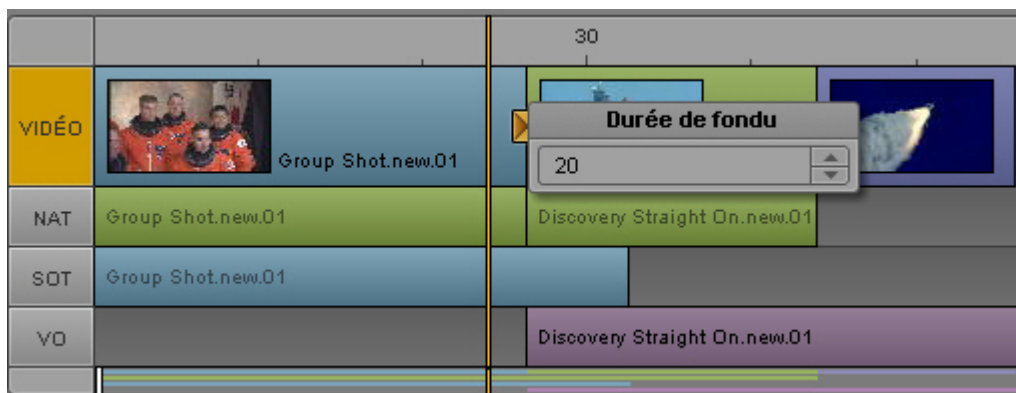 30
VIDÉO
Group Shot.new.01
Durée de fondu
20
NAT
Group Shot.new.01
Discovery Straight On.new.01
SOT
Group Shot.new.01
VO
Discovery Straight On.new.01